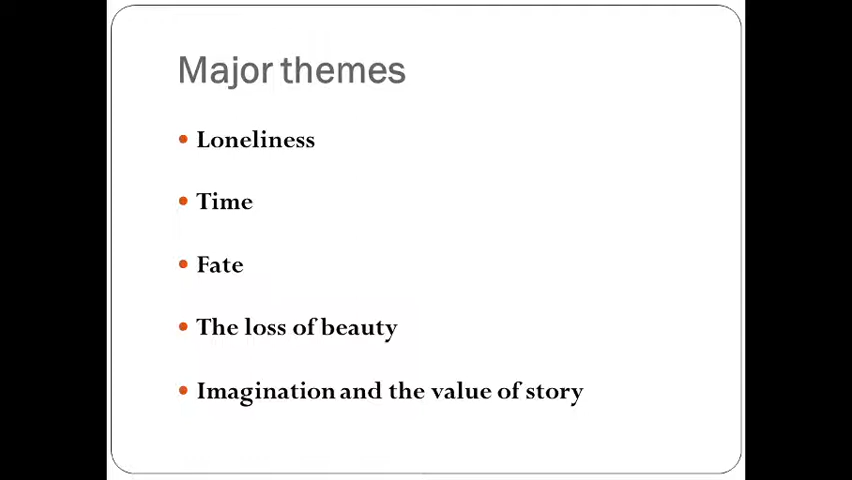 Major themes
• Loneliness
• Time
• Fate
• The loss of beauty
• Imagination and the value of story